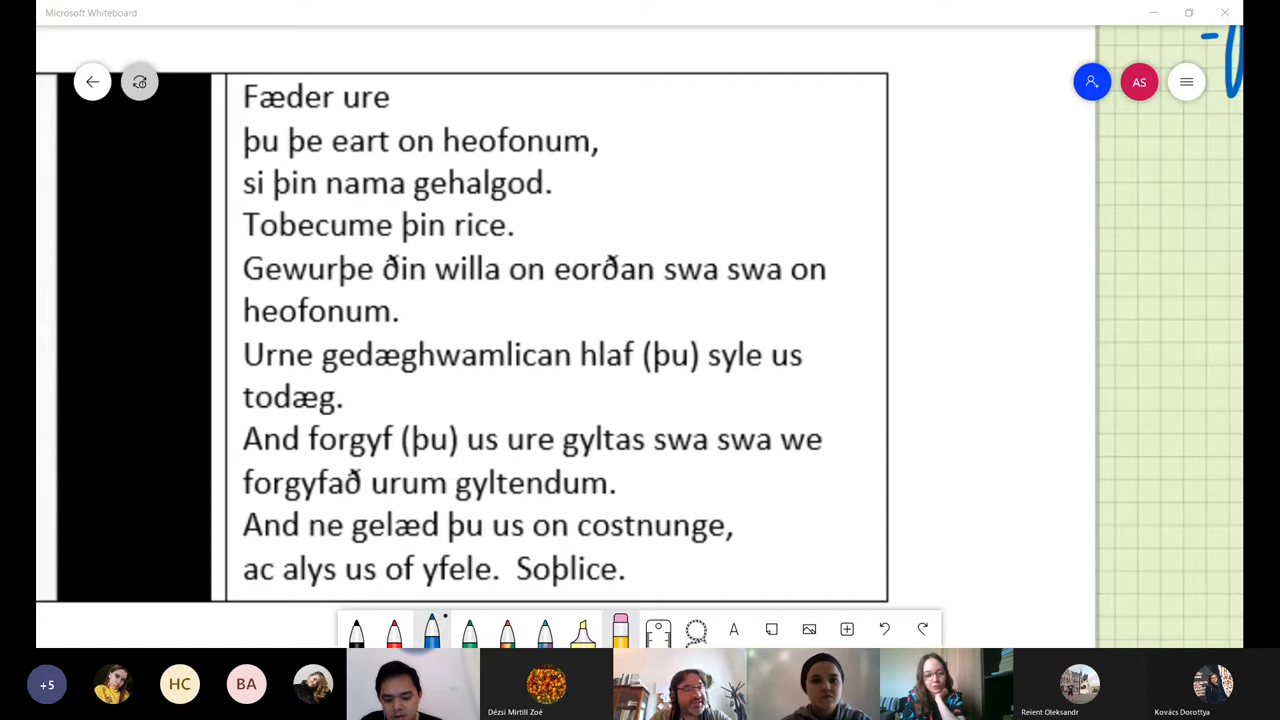 Microsoft Whiteboard
AS
Fæder ure
þu þe eart on heofonum,
si þin nama gehalgod.
Tobecume þin rice.
Gewurþe ðin willa on eorðan swa swa on
heofonum.
Urne gedæghwamlican hlaf (þu) syle us
todæg.
And forgyf (þu) us ure gyltas swa swa we
forgyfað urum gyltendum.
And ne gelæd þu us on costnunge,
ac alys us of yfele. Soþlice.
A
+5
HC
BA
Dézsi Mirtill Zoé
Reient Oleksandr
Kovács Dorottya